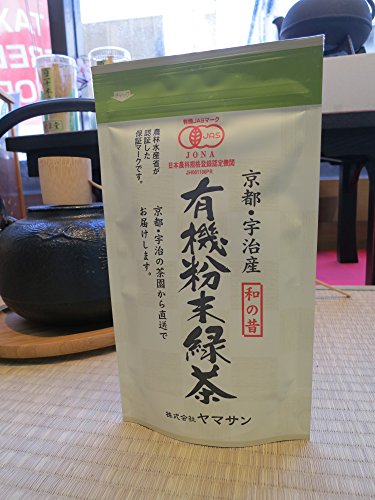 有機JASマーク
JAS
JONA
日本農林規格登録認定機関
京都・宇治産
和の昔
有機粉末緑茶
農林水産省が
認証した
保証マークです。
京都・宇治の茶園から直送で
お届けします。
株式会社 ヤマサン
TAX
FREE